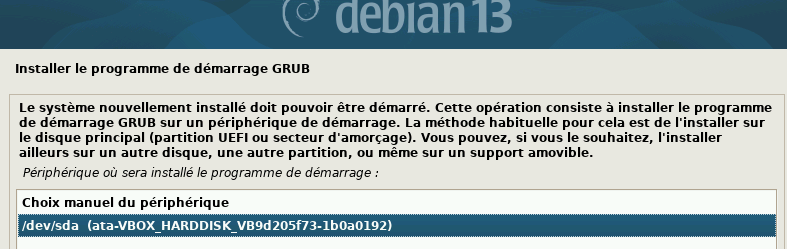 debian 13
Installer le programme de démarrage GRUB
Le système nouvellement installé doit pouvoir être démarré. Cette opération consiste à installer le programme
de démarrage GRUB sur un périphérique de démarrage. La méthode habituelle pour cela est de l'installer sur
le disque principal (partition UEFI ou secteur d'amorçage). Vous pouvez, si vous le souhaitez, l'installer
ailleurs sur un autre disque, une autre partition, ou même sur un support amovible.
Périphérique où sera installé le programme de démarrage :
Choix manuel du périphérique
/dev/sda  (ata-VBOX_HARDDISK_VB9d205f73-1b0a0192)